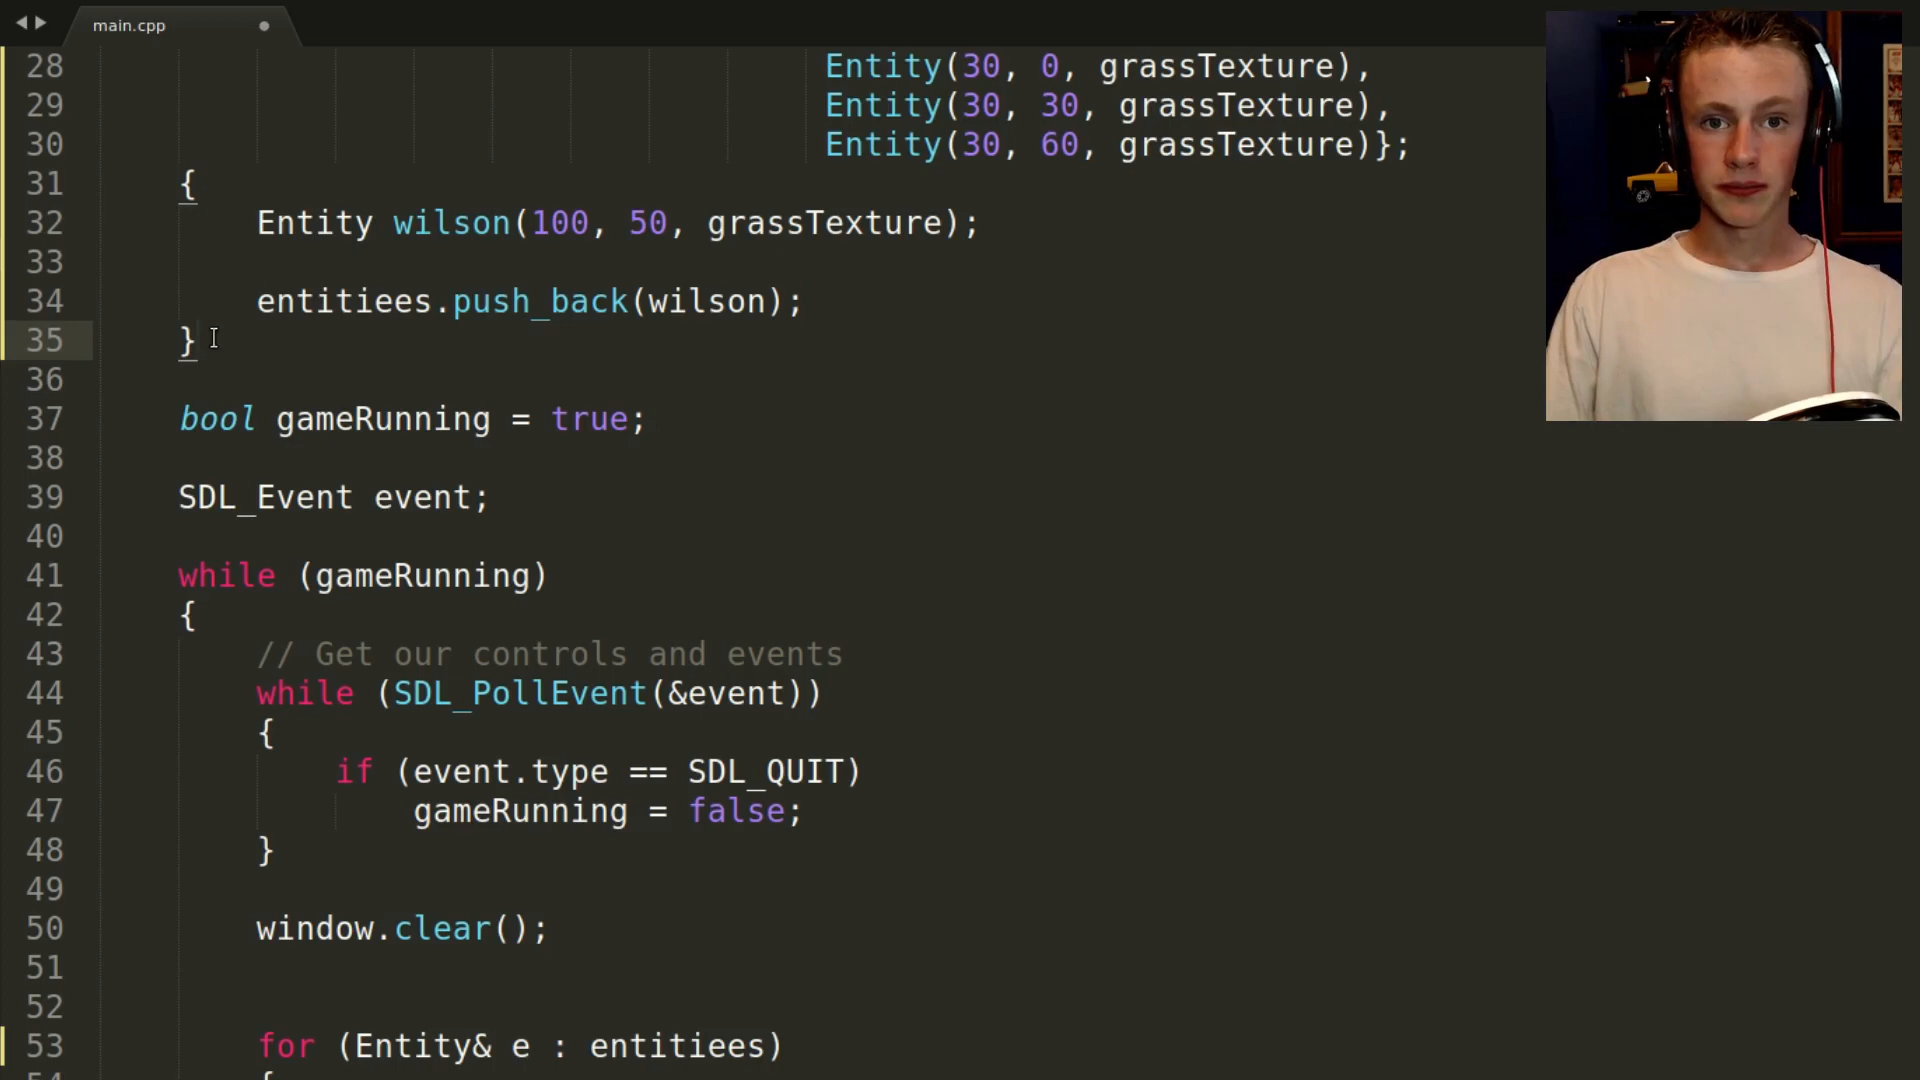 main.cpp
28 Entity(30, 0, grassTexture),
29 Entity(30, 30, grassTexture),
30 Entity(30, 60, grassTexture)};
31 {
32 Entity wilson(100, 50, grassTexture);
33
34 entitiees.push_back(wilson);
35 }
36
37 bool gameRunning = true;
38
39 SDL_Event event;
40
41 while (gameRunning)
42 {
43 // Get our controls and events
44 while (SDL_PollEvent(&event))
45 {
46 if (event.type == SDL_QUIT)
47 gameRunning = false;
48 }
49
50 window.clear();
51
52
53 for (Entity& e : entitiees)
54 {